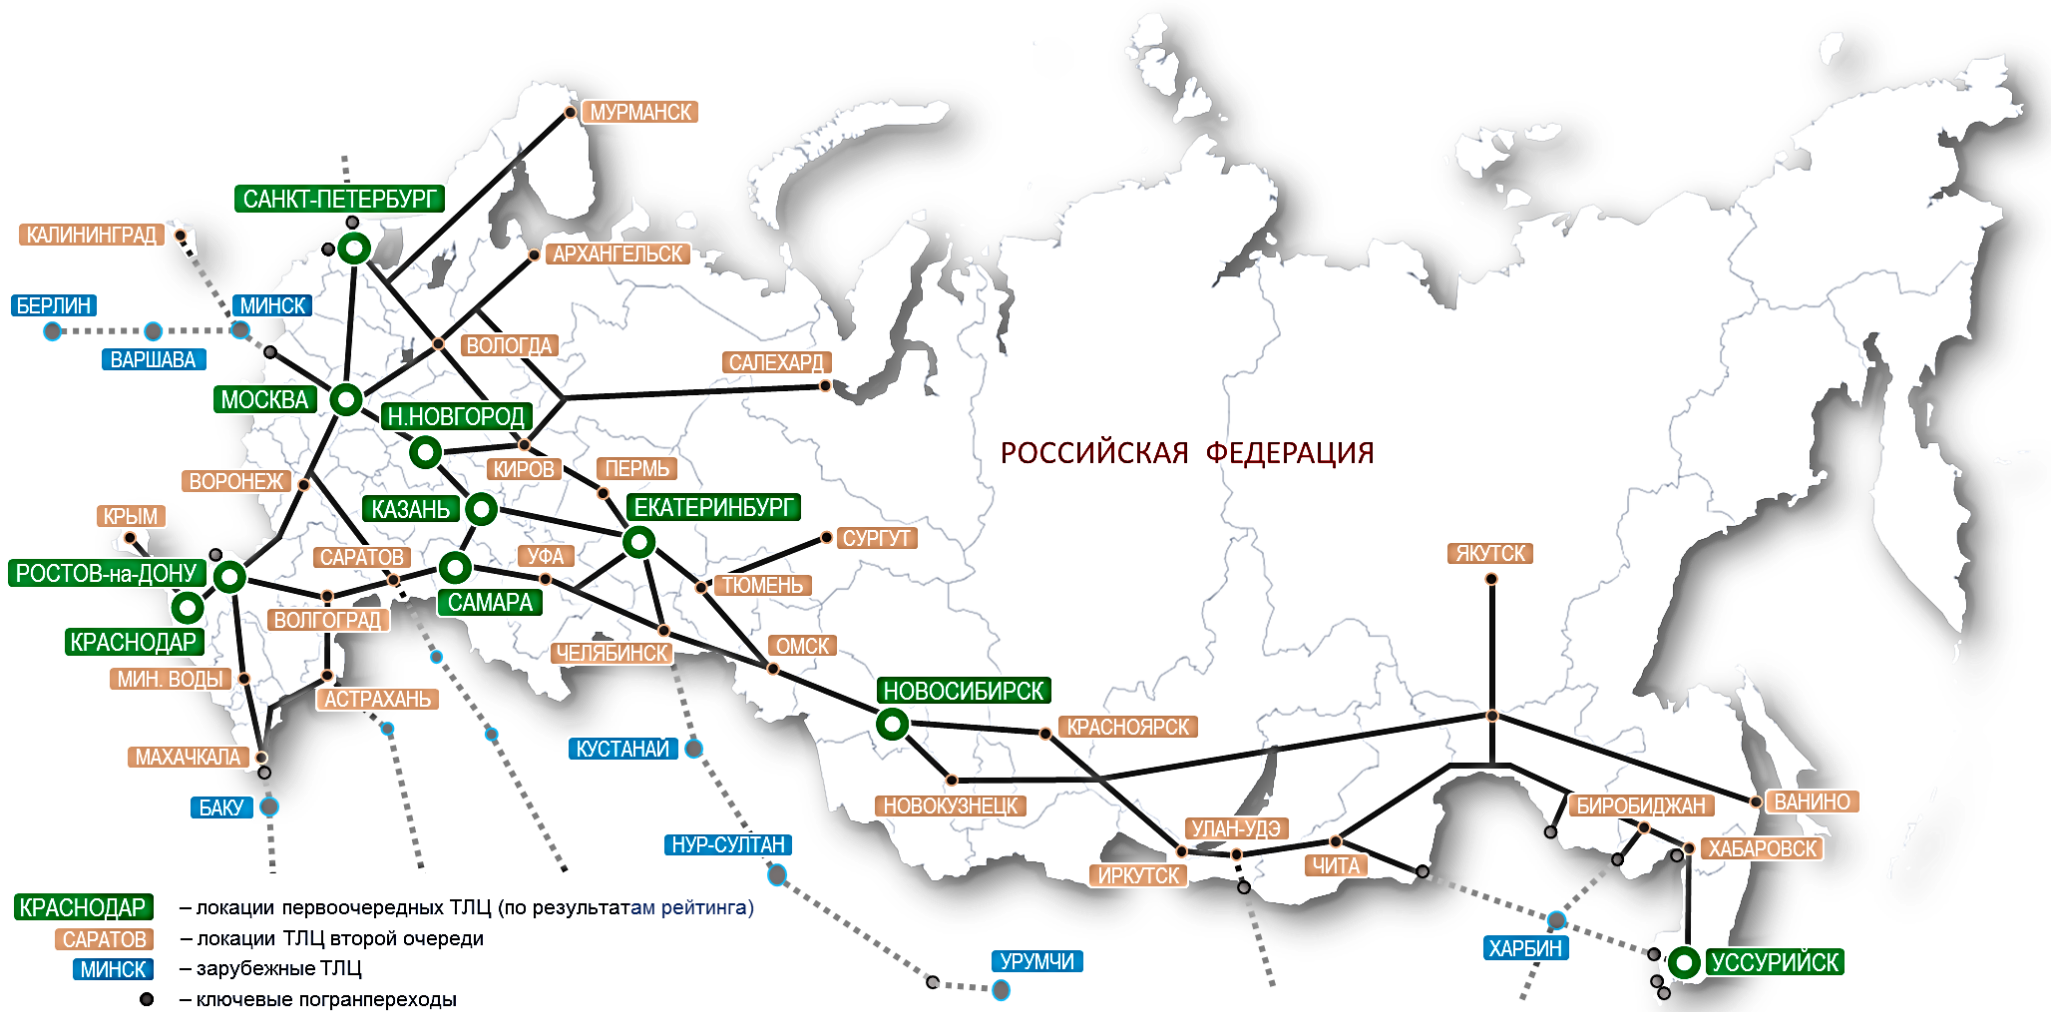 МУРМАНСК
САНКТ-ПЕТЕРБУРГ
КАЛИНИНГРАД
АРХАНГЕЛЬСК
БЕРЛИН
МИНСК
ВАРШАВА
ВОЛОГДА
САЛЕХАРД
МОСКВА
Н.НОВГОРОД
РОССИЙСКАЯ ФЕДЕРАЦИЯ
КИРОВ
ПЕРМЬ
ВОРОНЕЖ
КАЗАНЬ
ЕКАТЕРИНБУРГ
КРЫМ
СУРГУТ
ЯКУТСК
САРАТОВ
УФА
РОСТОВ-на-ДОНУ
ТЮМЕНЬ
САМАРА
ВОЛГОГРАД
КРАСНОДАР
ЧЕЛЯБИНСК
ОМСК
МИН. ВОДЫ
АСТРАХАНЬ
НОВОСИБИРСК
КРАСНОЯРСК
МАХАЧКАЛА
КУСТАНАЙ
БАКУ
НОВОКУЗНЕЦК
БИРОБИДЖАН
ВАНИНО
УЛАН-УДЭ
НУР-СУЛТАН
ХАБАРОВСК
ЧИТА
ИРКУТСК
ХАРБИН
УРУМЧИ
УССУРИЙСК
КРАСНОДАР – локации первоочередных ТЛЦ (по результатам рейтинга)
САРАТОВ – локации ТЛЦ второй очереди
МИНСК – зарубежные ТЛЦ
– ключевые погранпереходы